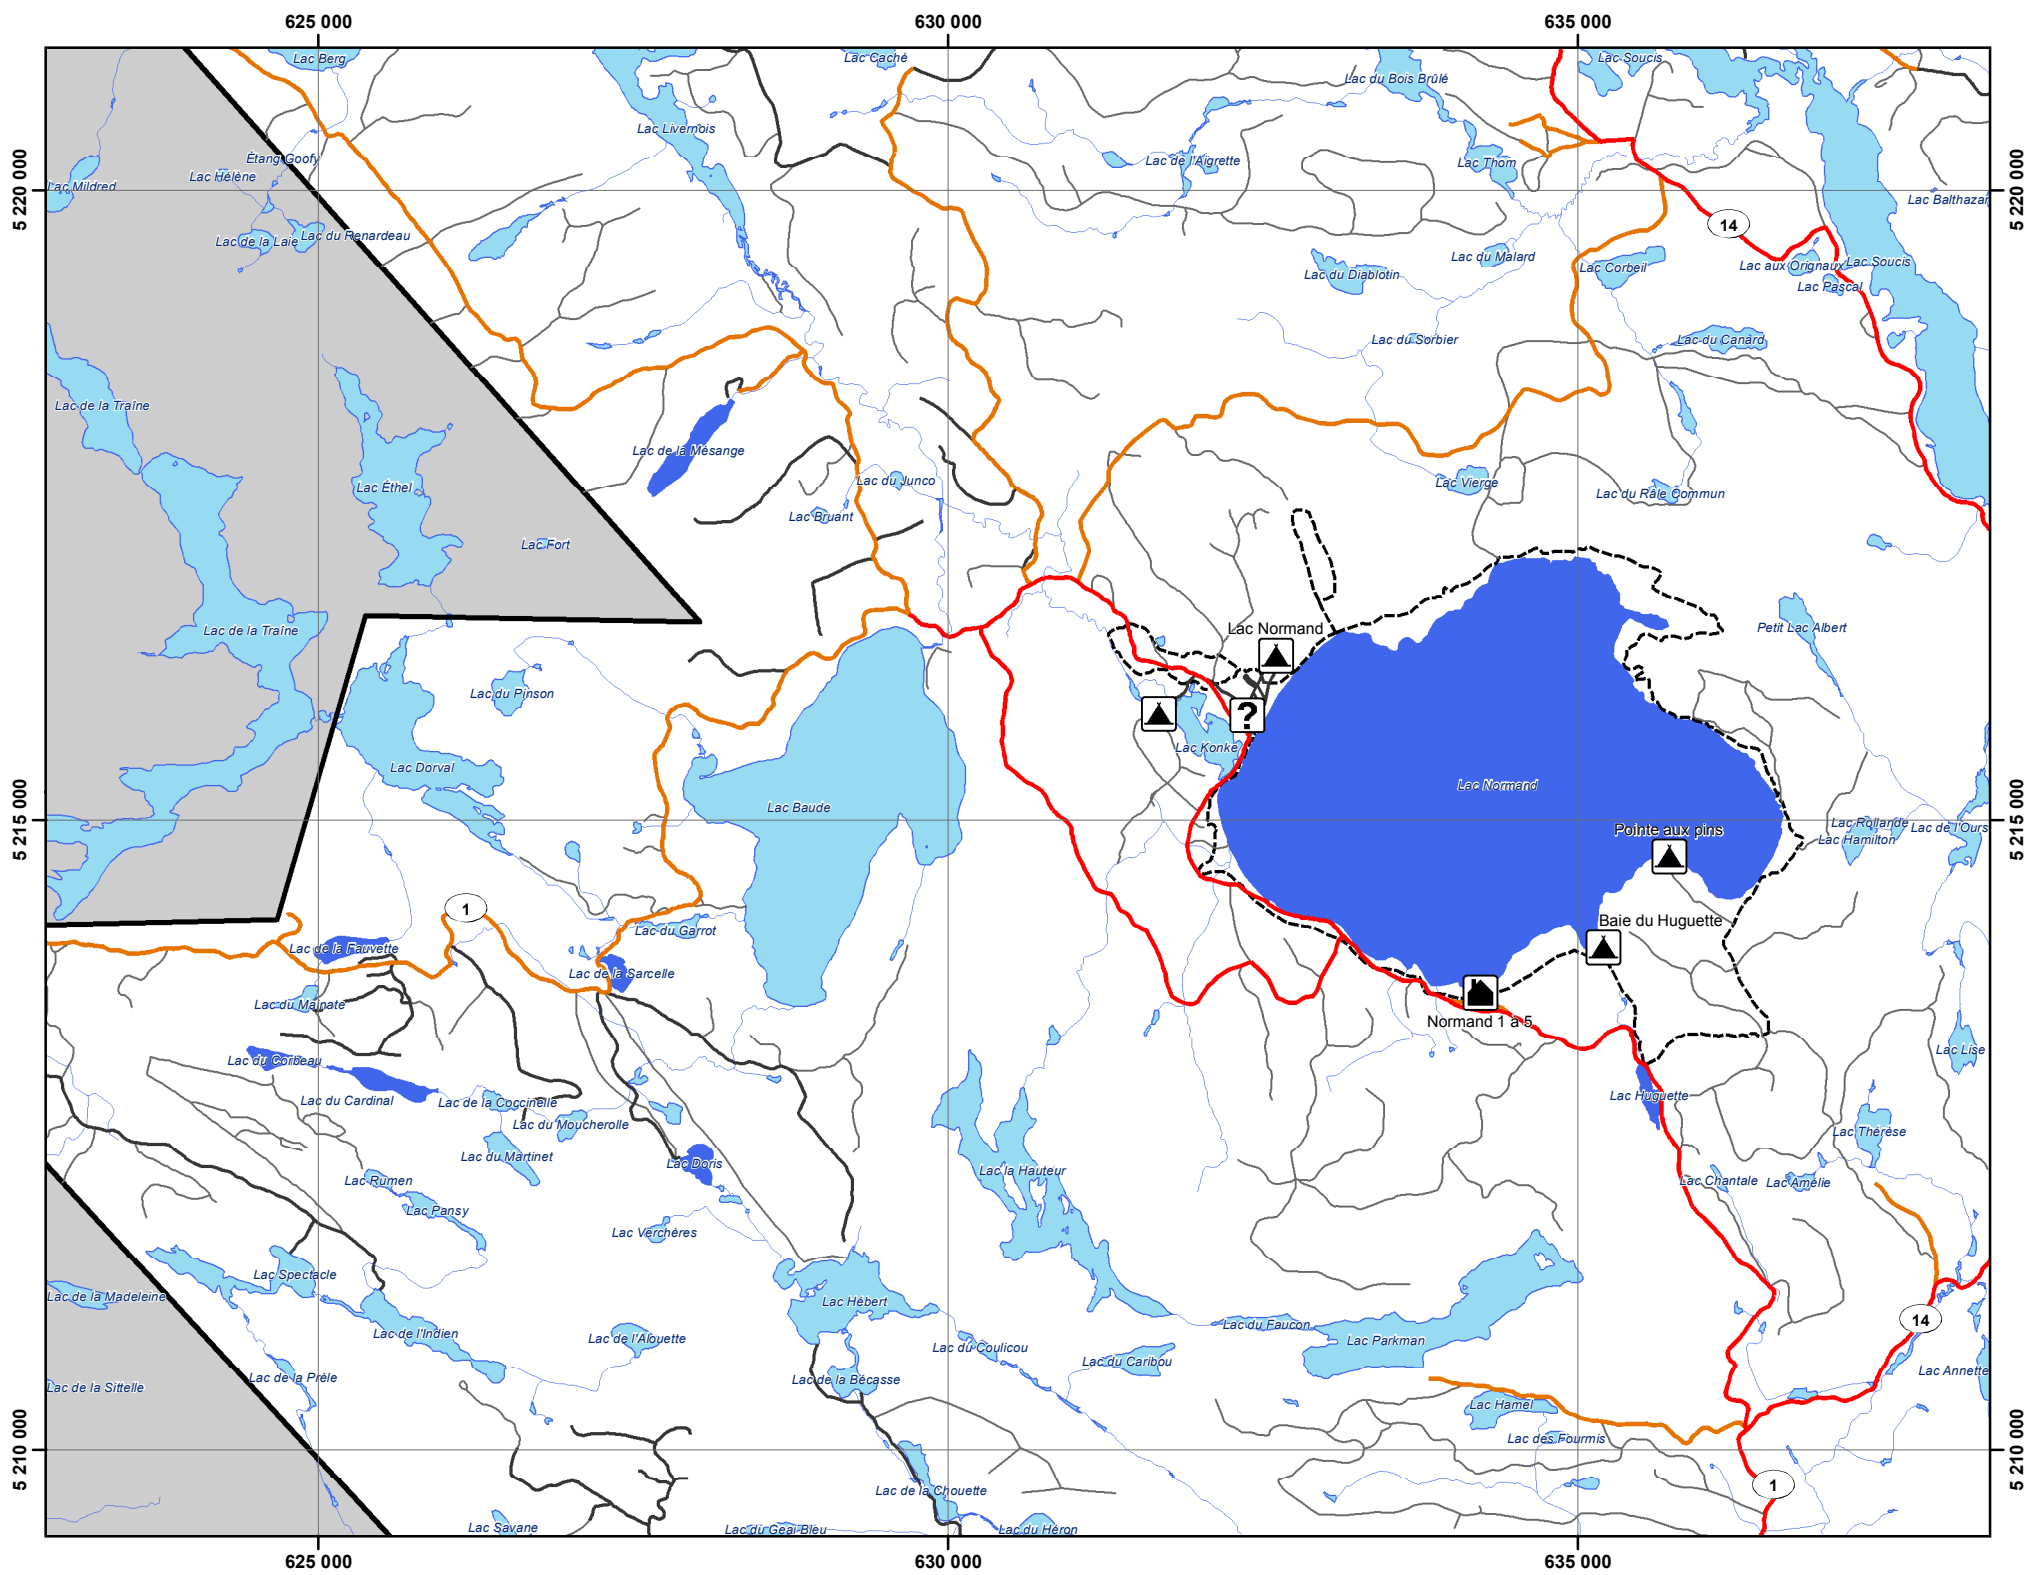 625 000
630 000
635 000
Lac Berg
Lac Caché
Lac du Bois Brûlé
Lac Soucis
Lac Livernois
Étang Goofy
Lac Hélène
Lac Mildred
Lac de l'Aigrette
Lac Thom
5 220 000
5 220 000
Lac Balthazar
Lac de la Laie
Lac du Renardeau
14
Lac du Diablotin
Lac du Malard
Lac Corbeil
Lac aux Orignaux
Lac Soucis
Lac Pascal
Lac du Sorbier
Lac du Canard
Lac de la Traîne
Lac de la Mésange
Lac Éthel
Lac du Junco
Lac Vierge
Lac du Râle Commun
Lac Bruant
Lac Fort
Lac de la Traîne
Lac Normand
Petit Lac Albert
Lac du Pinson
?
Lac Konke
Lac Dorval
Lac Normand
Lac Baude
5 215 000
5 215 000
Pointe aux pins
Lac Rollande
Lac de l'Ours
Lac Hamilton
1
Baie du Huguette
Lac du Garrot
Lac de la Fauvette
Lac de la Sarcelle
Lac du Mainate
Normand 1 à 5
Lac du Corbeau
Lac Lise
Lac du Cardinal
Lac de la Coccinelle
Lac Huguette
Lac du Moucherolle
Lac Thérèse
Lac du Martinet
Lac Doris
Lac la Hauteur
Lac Rumen
Lac Chantale
Lac Amélie
Lac Pansy
Lac Verchères
Lac Spectacle
Lac de la Madeleine
Lac Hébert
Lac de l'Indien
Lac de l'Alouette
Lac du Faucon
Lac Parkman
14
Lac du Coulicou
Lac du Caribou
Lac de la Prèle
Lac de la Sittelle
Lac de la Bécasse
Lac Annette
Lac Hamel
Lac des Fourmis
5 210 000
5 210 000
Lac de la Chouette
1
Lac Savane
Lac du Geai Bleu
Lac du Héron
625 000
630 000
635 000